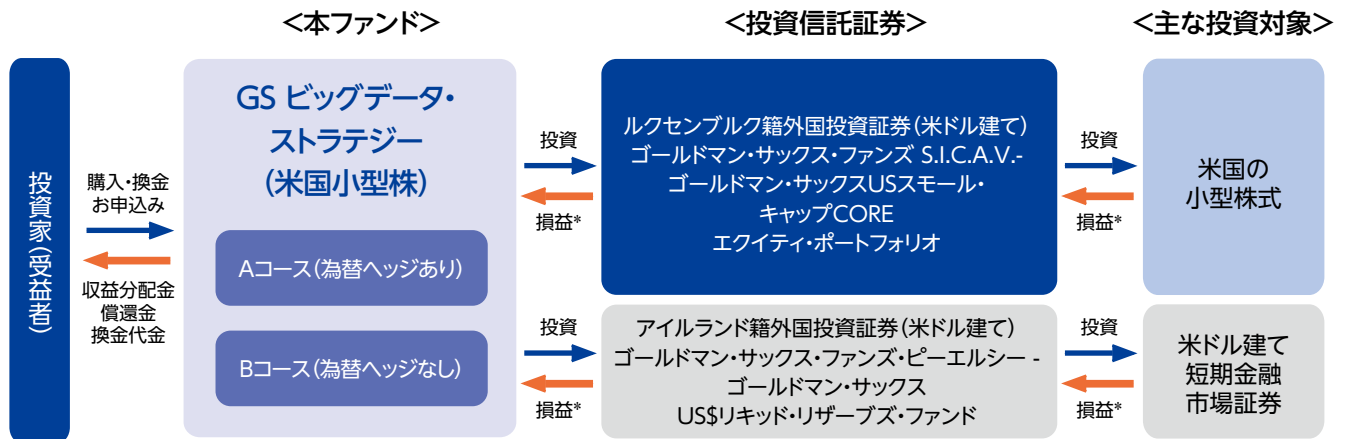 <本ファンド>
<投資信託証券>
<主な投資対象>
投資家(受益者)
購入・換金
お申込み
収益分配金
償還金
換金代金
GS ビッグデータ・
ストラテジー
(米国小型株)
Aコース(為替ヘッジあり)
Bコース(為替ヘッジなし)
投資
損益*
ルクセンブルク籍外国投資証券(米ドル建て)
ゴールドマン・サックス・ファンズ S.I.C.A.V.-
ゴールドマン・サックスUSスモール・
キャップCORE
エクイティ・ポートフォリオ
投資
損益*
米国の
小型株式
投資
損益*
アイルランド籍外国投資証券(米ドル建て)
ゴールドマン・サックス・ファンズ・ピーエルシー -
ゴールドマン・サックス
US$リキッド・リザーブズ・ファンド
投資
損益*
米ドル建て
短期金融
市場証券